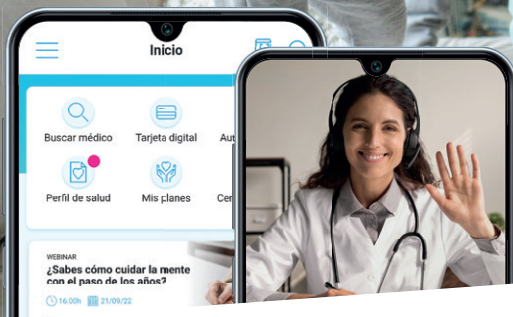 Inicio
Buscar médico
Tarjeta digital
Perfil de salud
Mis planes
WEBINAR
¿Sabes cómo cuidar la mente
con el paso de los años?
16:00h 21/09/22